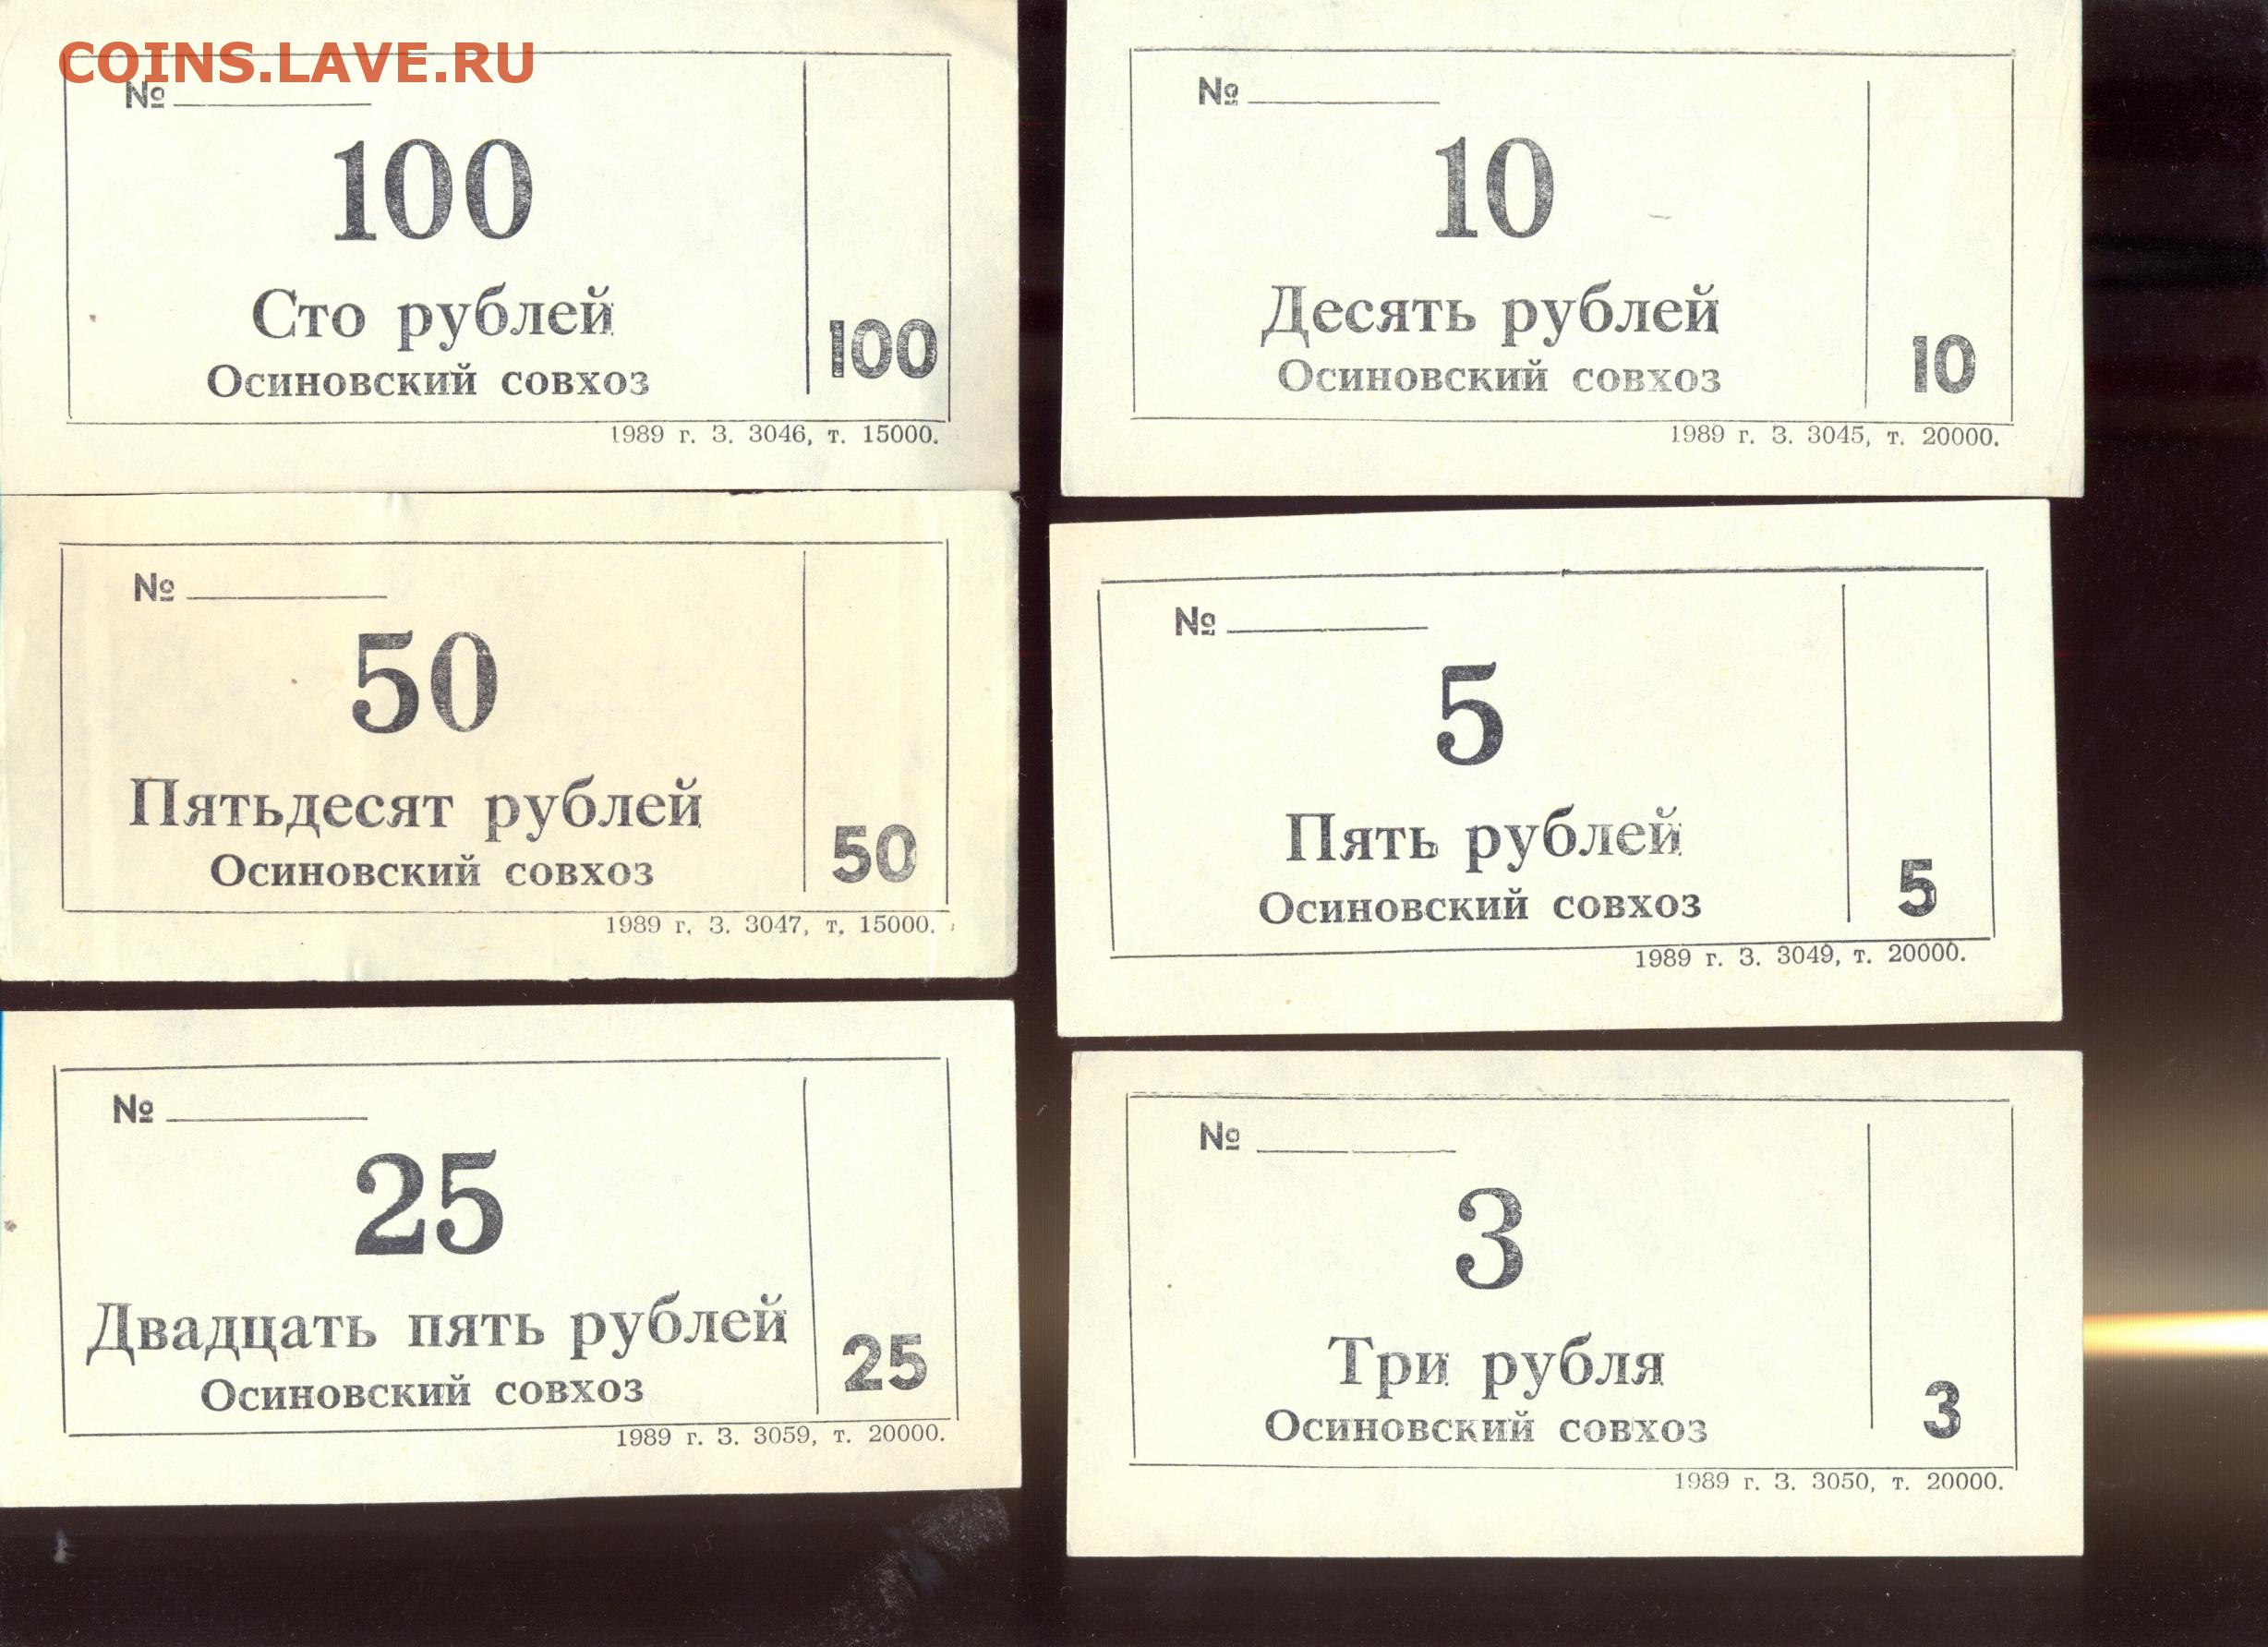 COINS.LAVE.RU
№
100
Сто рублей
Осиновский совхоз
100
1989 г. З. 3046, т. 15000.
№
50
Пятьдесят рублей
Осиновский совхоз
50
1989 г. З. 3047, т. 15000.
№
25
Двадцать пять рублей
Осиновский совхоз
25
1989 г. З. 3059, т. 20000.
№
10
Десять рублей
Осиновский совхоз
10
1989 г. З. 3045, т. 20000.
№
5
Пять рублей
Осиновский совхоз
5
1989 г. З. 3049, т. 20000.
№
3
Три рубля
Осиновский совхоз
3
1989 г. З. 3050, т. 20000.